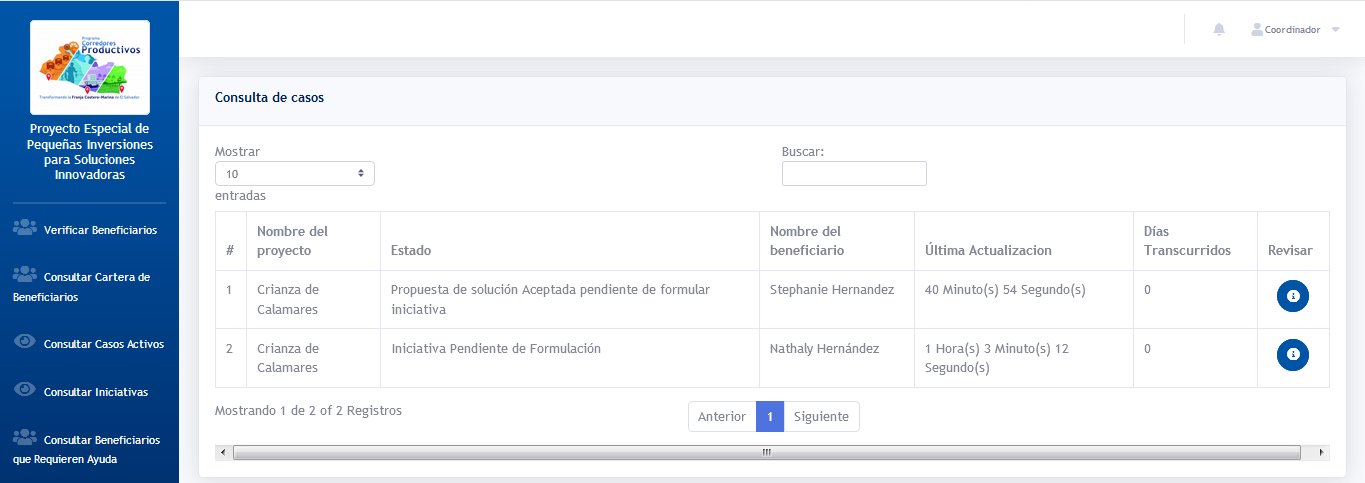 Programa
Corredores
Productivos
Transformando la Franja Costero-Marina de El Salvador
Proyecto Especial de
Pequeñas Inversiones
para Soluciones
Innovadoras
Verificar Beneficiarios
Consultar Cartera de
Beneficiarios
Consultar Casos Activos
Consultar Iniciativas
Consultar Beneficiarios
que Requieren Ayuda
Coordinador
Consulta de casos
Mostrar
10
entradas
Buscar:
#
Nombre del
proyecto
Estado
Nombre del
beneficiario
Última Actualizacion
Días
Transcurridos
Revisar
1
Crianza de
Calamares
Propuesta de solución Aceptada pendiente de formular
iniciativa
Stephanie Hernandez
40 Minuto(s) 54 Segundo(s)
0
2
Crianza de
Calamares
Iniciativa Pendiente de Formulación
Nathaly Hernández
1 Hora(s) 3 Minuto(s) 12
Segundo(s)
0
Mostrando 1 de 2 of 2 Registros
Anterior
1
Siguiente